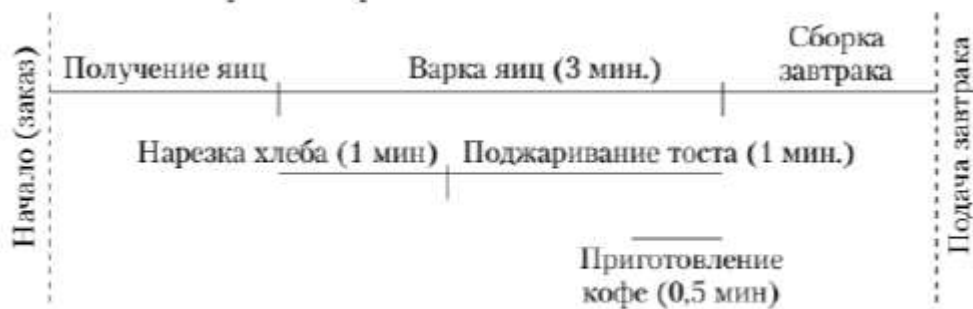 Начало (заказ)
Получение яиц
Варка яиц (3 мин.)
Сборка
завтрака
Нарезка хлеба (1 мин)
Поджаривание тоста (1 мин.)
Приготовление
кофе (0,5 мин)
Подача завтрака